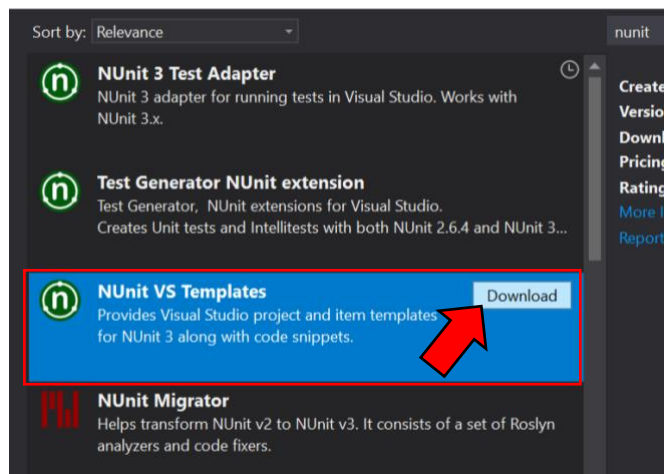 Sort by: Relevance
nunit
NUnit 3 Test Adapter
NUnit 3 adapter for running tests in Visual Studio. Works with
NUnit 3.x.
Test Generator NUnit extension
Test Generator, NUnit extensions for Visual Studio.
Creates Unit tests and Intellitests with both NUnit 2.6.4 and NUnit 3...
NUnit VS Templates
Download
Provides Visual Studio project and item templates
for NUnit 3 along with code snippets.
NUnit Migrator
Helps transform NUnit v2 to NUnit v3. It consists of a set of Roslyn
analyzers and code fixers.
Create
Versio
Downl
Pricing
Rating
More I
Report